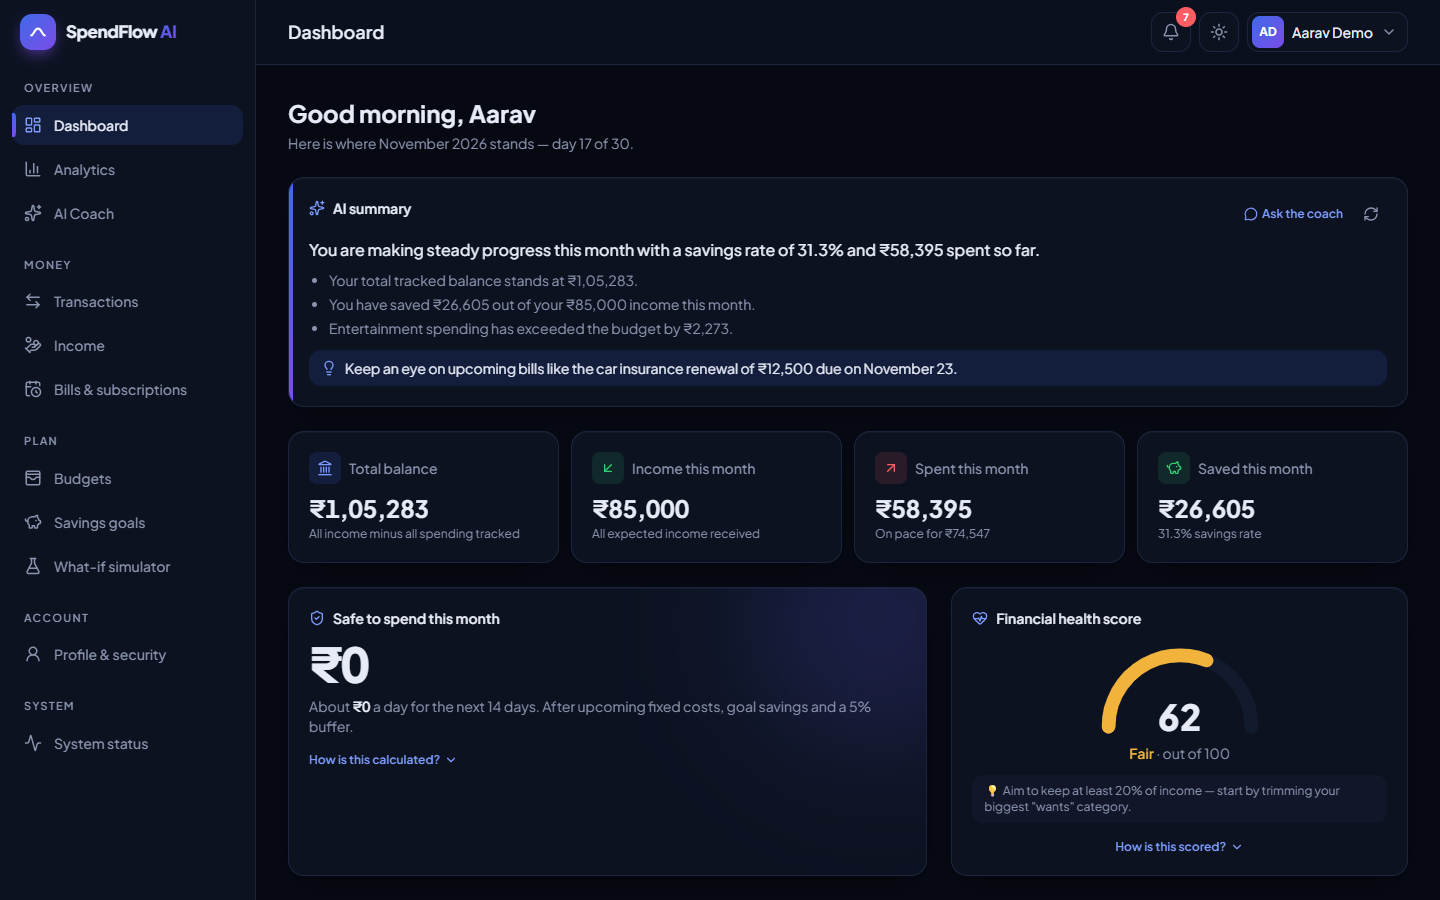 SpendFlow AI
OVERVIEW
Dashboard
Analytics
AI Coach
MONEY
Transactions
Income
Bills & subscriptions
PLAN
Budgets
Savings goals
What-if simulator
ACCOUNT
Profile & security
SYSTEM
System status
Dashboard
7
AD
Aarav Demo
Good morning, Aarav
Here is where November 2026 stands — day 17 of 30.
AI summary
Ask the coach
You are making steady progress this month with a savings rate of 31.3% and ₹58,395 spent so far.
• Your total tracked balance stands at ₹1,05,283.
• You have saved ₹26,605 out of your ₹85,000 income this month.
• Entertainment spending has exceeded the budget by ₹2,273.
Keep an eye on upcoming bills like the car insurance renewal of ₹12,500 due on November 23.
Total balance
₹1,05,283
All income minus all spending tracked
Income this month
₹85,000
All expected income received
Spent this month
₹58,395
On pace for ₹74,547
Saved this month
₹26,605
31.3% savings rate
Safe to spend this month
₹0
About ₹0 a day for the next 14 days. After upcoming fixed costs, goal savings and a 5%
buffer.
How is this calculated?
Financial health score
62
Fair · out of 100
💡 Aim to keep at least 20% of income — start by trimming your
biggest "wants" category.
How is this scored?